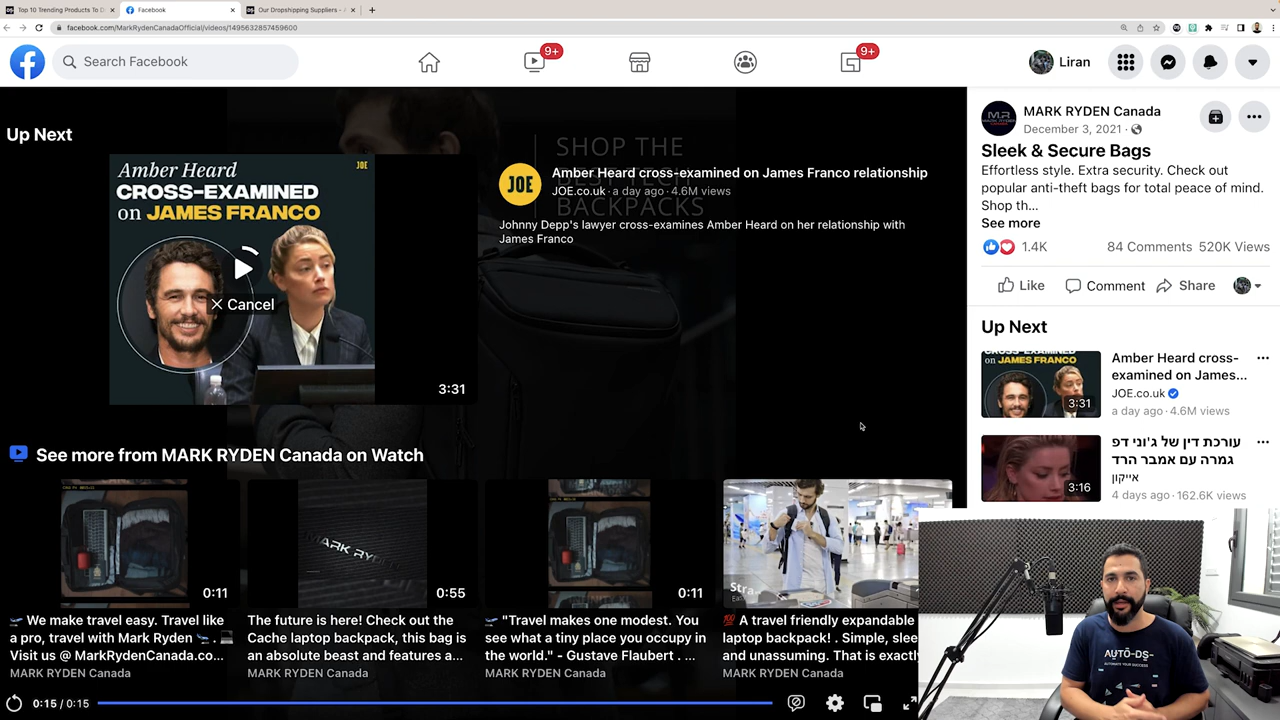 Top 10 Trending Products To D
Facebook
Our Dropshipping Suppliers - A
facebook.com/MarkRydenCanadaOfficial/videos/1495632857459600
Search Facebook
9+
9+
Liran
Up Next
Amber Heard
CROSS-EXAMINED
on JAMES FRANCO
JOE
Cancel
3:31
SHOP THE
BEST TECH
BACKPACKS
JOE
Amber Heard cross-examined on James Franco relationship
JOE.co.uk · a day ago · 4.6M views
Johnny Depp's lawyer cross-examines Amber Heard on her relationship with
James Franco
See more from MARK RYDEN Canada on Watch
0:11
MARK RYDEN
0:55
0:11
Stra
We make travel easy. Travel like
a pro, travel with Mark Ryden .
Visit us @ MarkRydenCanada.co...
MARK RYDEN Canada
The future is here! Check out the
Cache laptop backpack, this bag is
an absolute beast and features a...
MARK RYDEN Canada
"Travel makes one modest. You
see what a tiny place you occupy in
the world." - Gustave Flaubert . ...
MARK RYDEN Canada
💯 A travel friendly expandable
laptop backpack! . Simple, slee
and unassuming. That is exactly
MARK RYDEN Canada
0:15 / 0:15
MR
MARK RYDEN Canada
December 3, 2021 ·
Sleek & Secure Bags
Effortless style. Extra security. Check out
popular anti-theft bags for total peace of mind.
Shop th...
See more
1.4K
84 Comments 520K Views
Like
Comment
Share
Up Next
CROSS-EXAMINED
on JAMES FRANCO
3:31
Amber Heard cross-
examined on James...
JOE.co.uk
a day ago · 4.6M views
3:16
עורכת דין של ג'וני דפ
גמרה עם אמבר הרד
אייקון
4 days ago · 162.6K views
AUTO-DS-
AUTOMATE YOUR SUCCESS